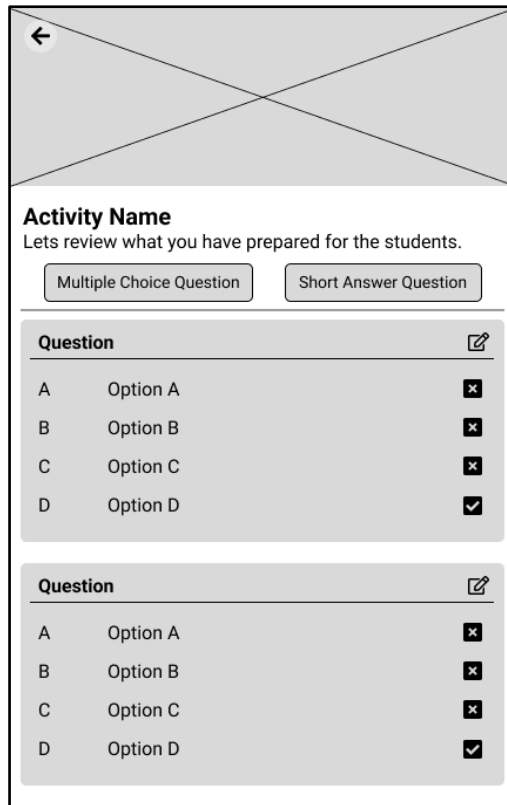 Activity Name
Lets review what you have prepared for the students.
Multiple Choice Question
Short Answer Question
Question
A Option A
B Option B
C Option C
D Option D
Question
A Option A
B Option B
C Option C
D Option D